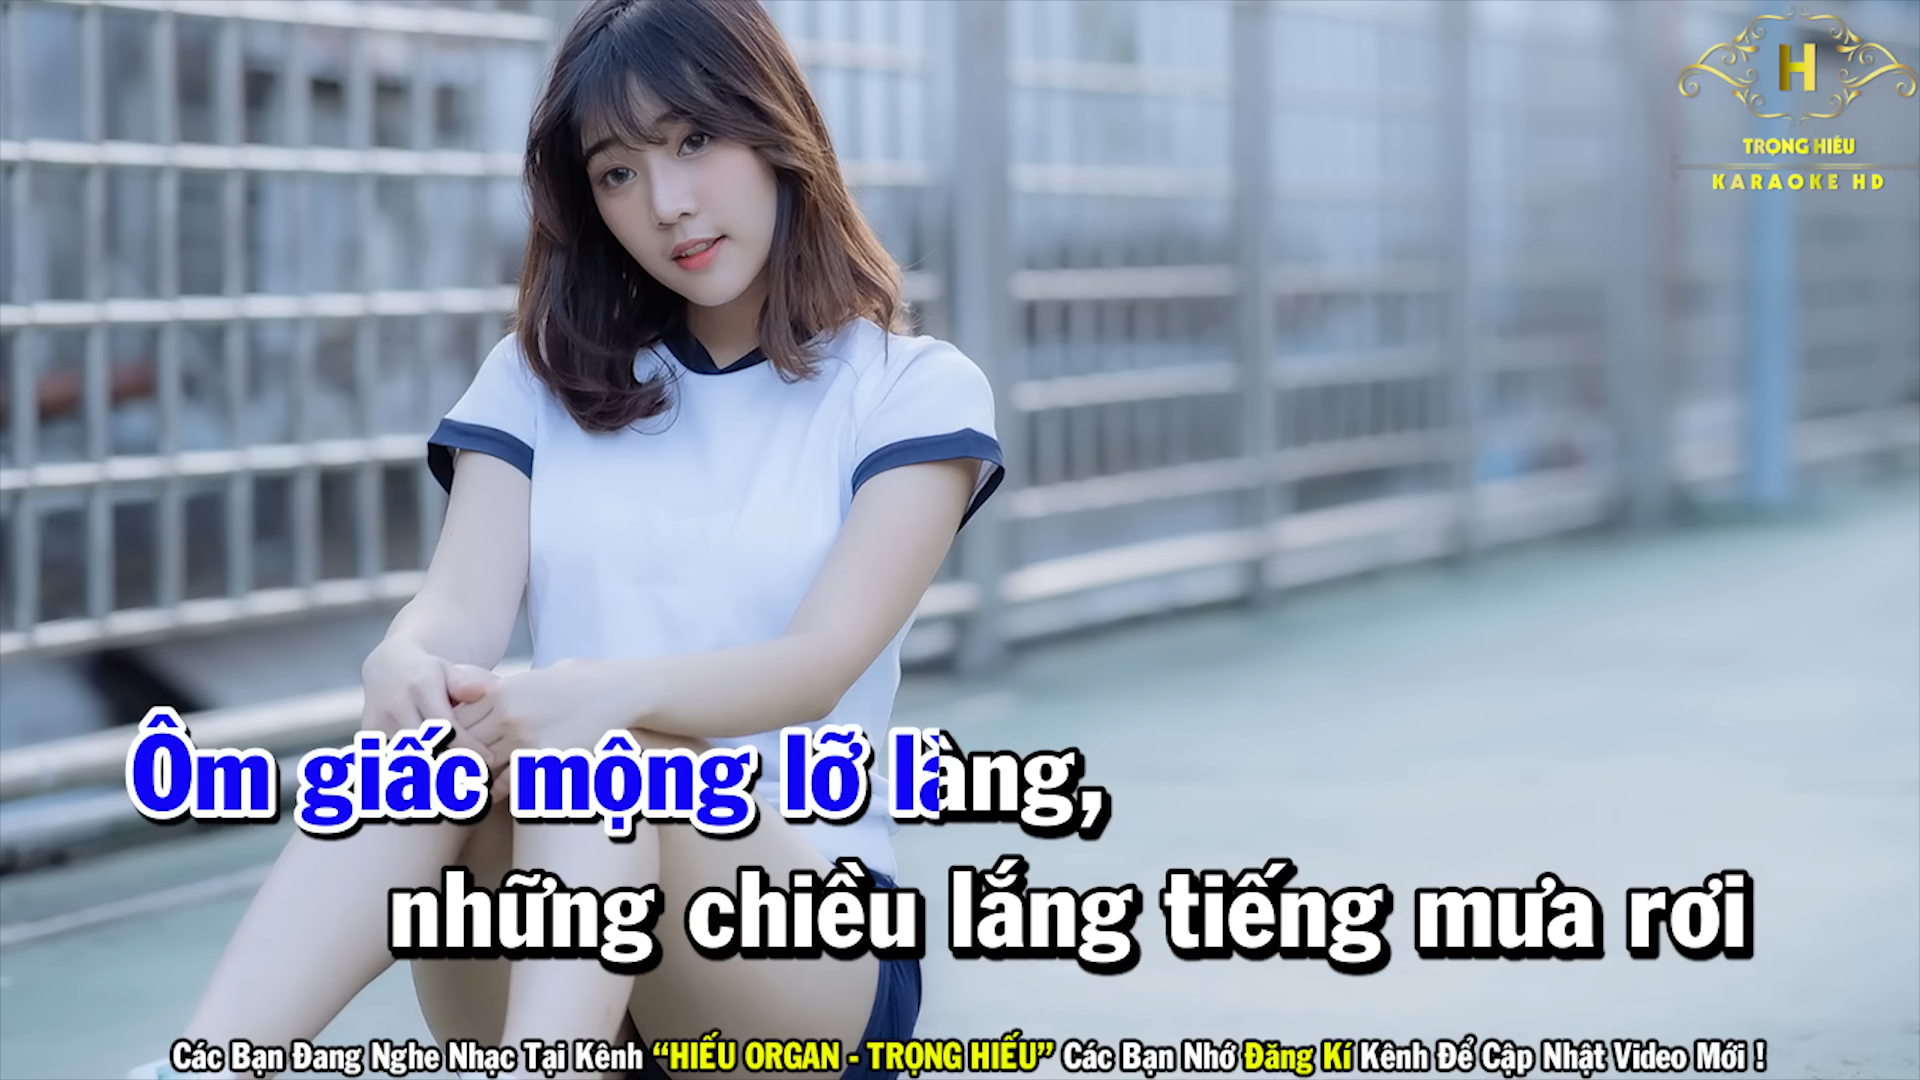 H
TRỌNG HIẾU
KARAOKE HD
Ôm giấc mộng lỡ làng,
những chiều lắng tiếng mưa rơi
Các Bạn Đang Nghe Nhạc Tại Kênh “HIẾU ORGAN - TRỌNG HIẾU” Các Bạn Nhớ Đăng Kí Kênh Để Cập Nhật Video Mới !